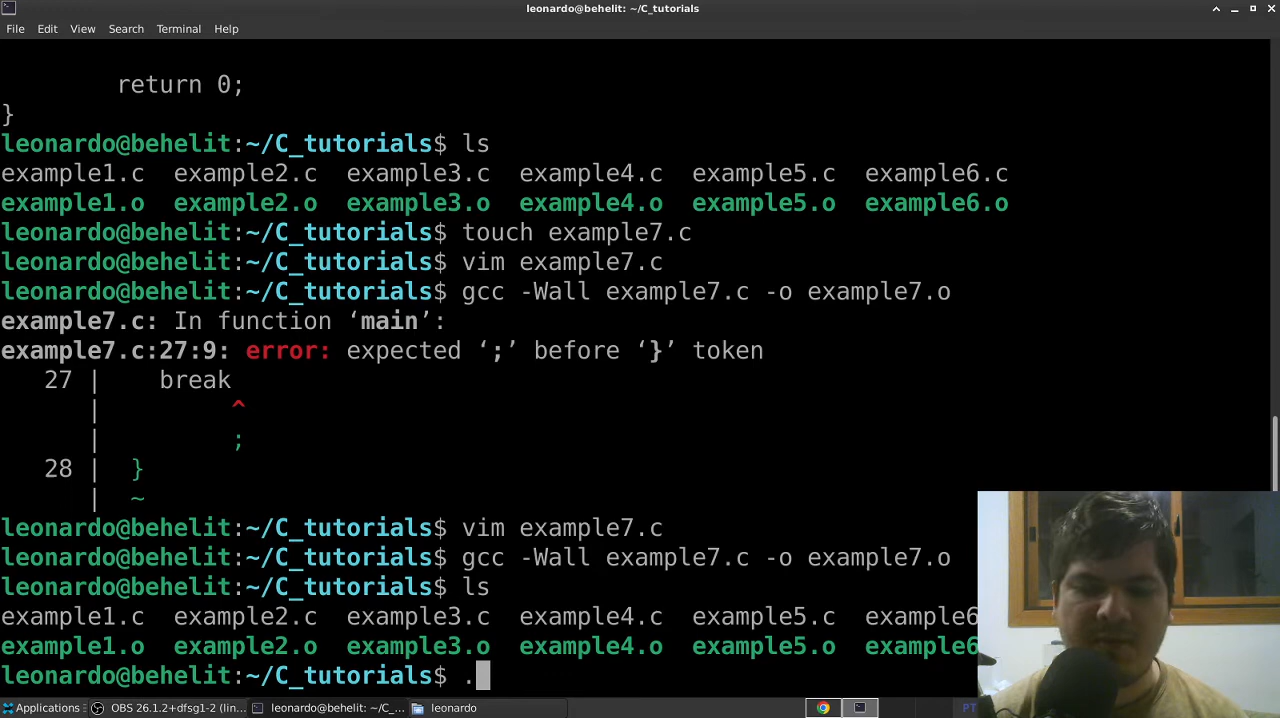 leonardo@behelit: ~/C_tutorials
File Edit View Search Terminal Help
return 0;
}
leonardo@behelit:~/C_tutorials$ ls
example1.c example2.c example3.c example4.c example5.c example6.c
example1.o example2.o example3.o example4.o example5.o example6.o
leonardo@behelit:~/C_tutorials$ touch example7.c
leonardo@behelit:~/C_tutorials$ vim example7.c
leonardo@behelit:~/C_tutorials$ gcc -Wall example7.c -o example7.o
example7.c: In function ‘main’:
example7.c:27:9: error: expected ‘;’ before ‘}’ token
27 | break
| ^
| ;
28 | }
| ~
leonardo@behelit:~/C_tutorials$ vim example7.c
leonardo@behelit:~/C_tutorials$ gcc -Wall example7.c -o example7.o
leonardo@behelit:~/C_tutorials$ ls
example1.c example2.c example3.c example4.c example5.c example6
example1.o example2.o example3.o example4.o example5.o example6
leonardo@behelit:~/C_tutorials$ .
Applications OBS 26.1.2+dfsg1-2 (lin... leonardo@behelit: ~/C_... leonardo PT